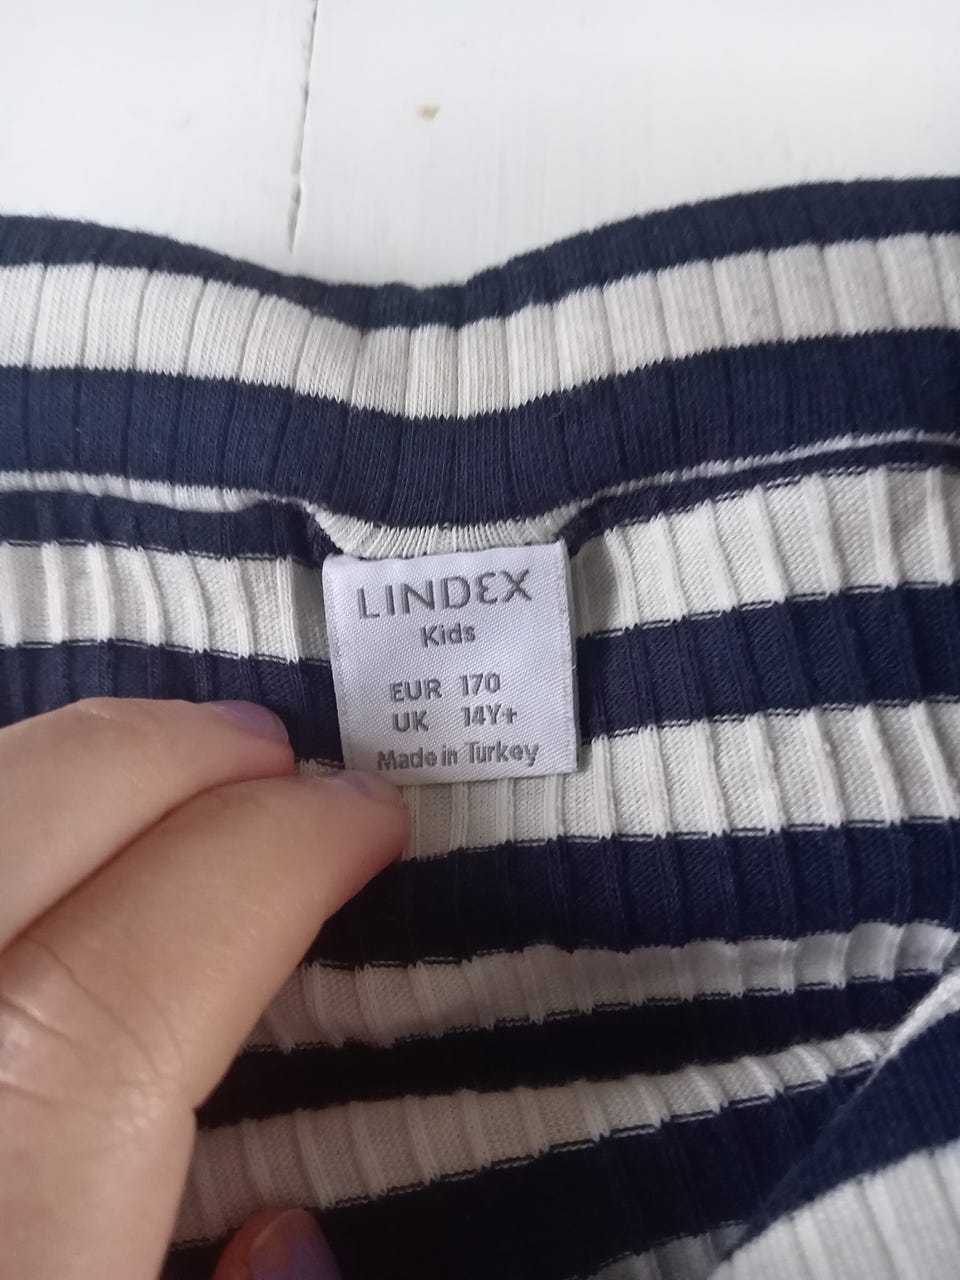 LINDEX
Kids
EUR 170
UK 14Y+
Made in Turkey